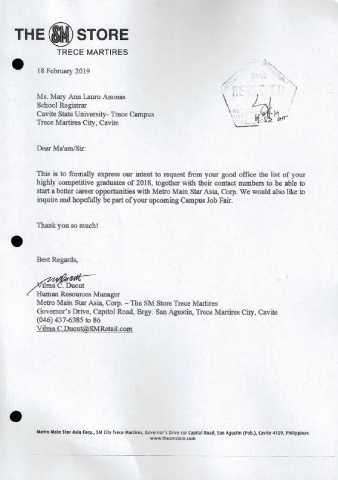 THE SM STORE
TRECE MARTIRES
18 February 2019
Ms. Mary Ann Lauro Anonas
School Registrar
Cavite State University- Trece Campus
Trece Martires City, Cavite
RECEIVED
Dear Ma'am/Sir:
This is to formally express our intent to request from your good office the list of your
highly competitive graduates of 2018, together with their contact numbers to be able to
start a better career opportunities with Metro Main Star Asia, Corp. We would also like to
inquire and hopefully be part of your upcoming Campus Job Fair.
Thank you so much!
Best Regards,
Vilma C. Ducut
Human Resources Manager
Metro Main Star Asia, Corp. – The SM Store Trece Martires
Governor's Drive, Capitol Road, Brgy. San Agustin, Trece Martires City, Cavite
(046) 437-6385 to 86
Vilma.C.Ducut@SMRetail.com
Metro Main Star Asia Corp., SM City Trece Martires, Governor's Drive cor Capitol Road, San Agustin (Pob.), Cavite 4109, Philippines
www.thesmstore.com